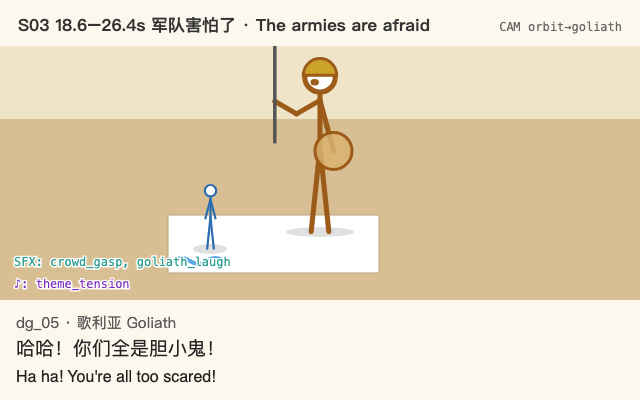 S03 18.6—26.4s 军队害怕了 · The armies are afraid
CAM orbit→goliath
SFX: crowd_gasp, goliath_laugh
♪: theme_tension
dg_05 · 歌利亚 Goliath
哈哈！你们全是胆小鬼！
Ha ha! You're all too scared!